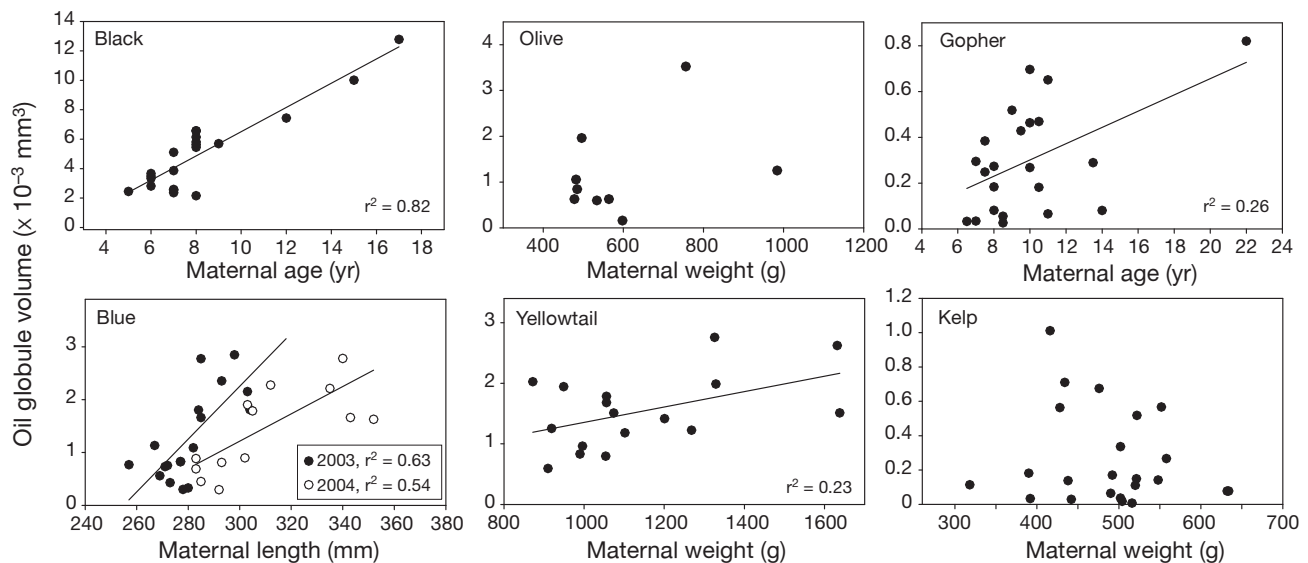 Oil globule volume (x 10⁻³ mm³)
Black
14
12
10
8
6
4
2
0
r² = 0.82
4 6 8 10 12 14 16 18
Maternal age (yr)
Olive
4
3
2
1
0
400 600 800 1000 1200
Maternal weight (g)
Gopher
0.8
0.6
0.4
0.2
0.0
r² = 0.26
4 6 8 10 12 14 16 18 20 22 24
Maternal age (yr)
Blue
3
2
1
0
2003, r² = 0.63
2004, r² = 0.54
240 260 280 300 320 340 360 380
Maternal length (mm)
Yellowtail
3
2
1
0
r² = 0.23
800 1000 1200 1400 1600
Maternal weight (g)
Kelp
1.2
1.0
0.8
0.6
0.4
0.2
0
300 400 500 600 700
Maternal weight (g)